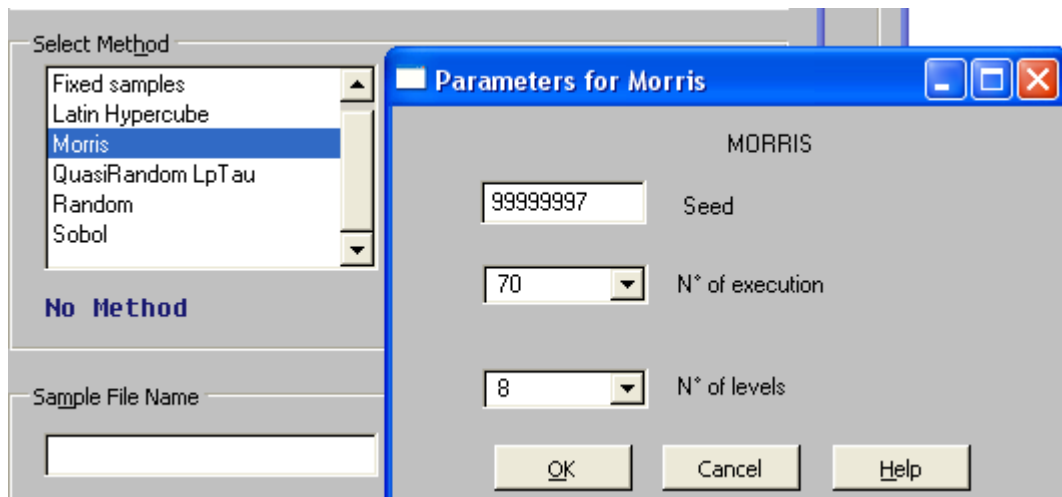 Select Method
Fixed samples
Latin Hypercube
Morris
QuasiRandom LpTau
Random
Sobol
No Method
Sample File Name
Parameters for Morris
MORRIS
99999997 Seed
70 N° of execution
8 N° of levels
OK Cancel Help